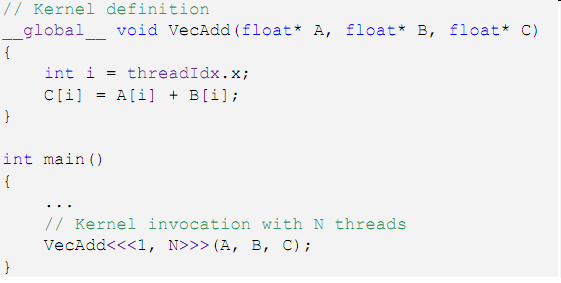 // Kernel definition
__global__ void VecAdd(float* A, float* B, float* C)
{
    int i = threadIdx.x;
    C[i] = A[i] + B[i];
}

int main()
{
    ...
    // Kernel invocation with N threads
    VecAdd<<<1, N>>>(A, B, C);
}